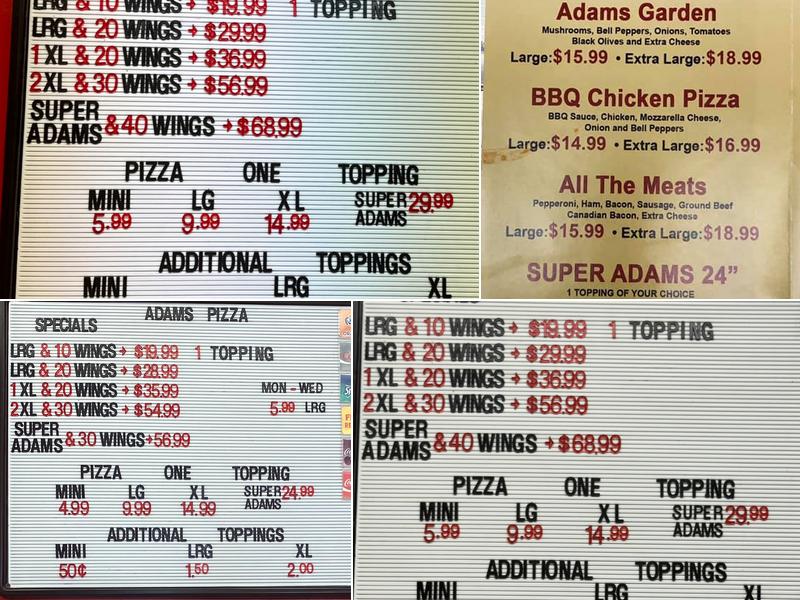 LRG & 10 WINGS → $19.99 1 TOPPING
LRG & 20 WINGS → $29.99
1 XL & 20 WINGS → $36.99
2XL & 30 WINGS → $56.99
SUPER ADAMS & 40 WINGS → $68.99
PIZZA ONE TOPPING
MINI LG XL SUPER ADAMS 29.99
5.99 9.99 14.99
ADDITIONAL TOPPINGS
MINI LRG XL
Adams Garden
Mushrooms, Bell Peppers, Onions, Tomatoes
Black Olives and Extra Cheese
Large:$15.99 • Extra Large:$18.99
BBQ Chicken Pizza
BBQ Sauce, Chicken, Mozzarella Cheese,
Onion and Bell Peppers
Large:$14.99 • Extra Large:$16.99
All The Meats
Pepperoni, Ham, Bacon, Sausage, Ground Beef
Canadian Bacon, Extra Cheese
Large:$15.99 • Extra Large:$18.99
SUPER ADAMS 24”
1 TOPPING OF YOUR CHOICE
ADAMS PIZZA
SPECIALS
LRG & 10 WINGS → $19.99 1 TOPPING
LRG & 20 WINGS → $28.99
1 XL & 20 WINGS → $35.99 MON - WED
2XL & 30 WINGS → $54.99 5.99 LRG
SUPER ADAMS & 30 WINGS → 56.99
PIZZA ONE TOPPING
MINI LG XL SUPER ADAMS 24.99
4.99 9.99 14.99
ADDITIONAL TOPPINGS
MINI LRG XL
50¢ 1.50 2.00
LRG & 10 WINGS → $19.99 1 TOPPING
LRG & 20 WINGS → $29.99
1 XL & 20 WINGS → $36.99
2XL & 30 WINGS → $56.99
SUPER ADAMS & 40 WINGS → $68.99
PIZZA ONE TOPPING
MINI LG XL SUPER ADAMS 29.99
5.99 9.99 14.99
ADDITIONAL TOPPINGS
MINI LRG XL